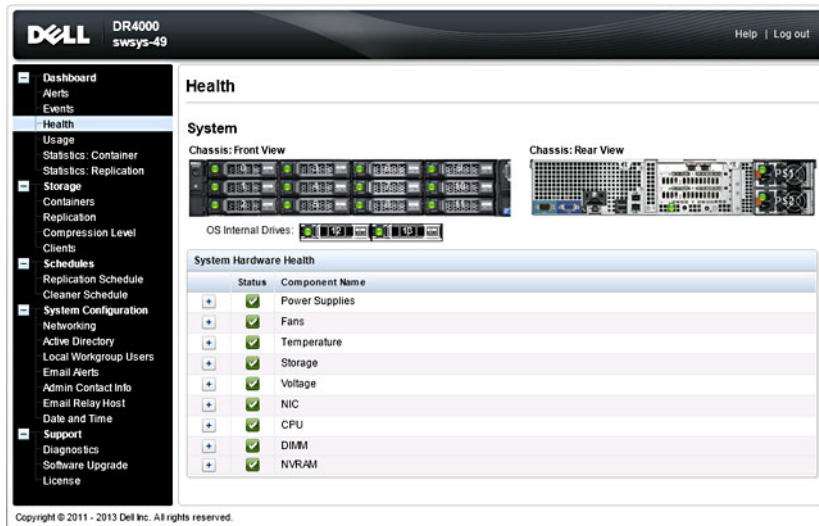 DELL
DR4000
swsys-49
Help | Log out
Dashboard
Alerts
Events
Health
Usage
Statistics: Container
Statistics: Replication
Storage
Containers
Replication
Compression Level
Clients
Schedules
Replication Schedule
Cleaner Schedule
System Configuration
Networking
Active Directory
Local Workgroup Users
Email Alerts
Admin Contact Info
Email Relay Host
Date and Time
Support
Diagnostics
Software Upgrade
License
Health
System
Chassis: Front View
Chassis: Rear View
PS1
PS2
OS Internal Drives:
12
13
System Hardware Health
Status Component Name
Power Supplies
Fans
Temperature
Storage
Voltage
NIC
CPU
DIMM
NVRAM
Copyright © 2011 - 2013 Dell Inc. All rights reserved.